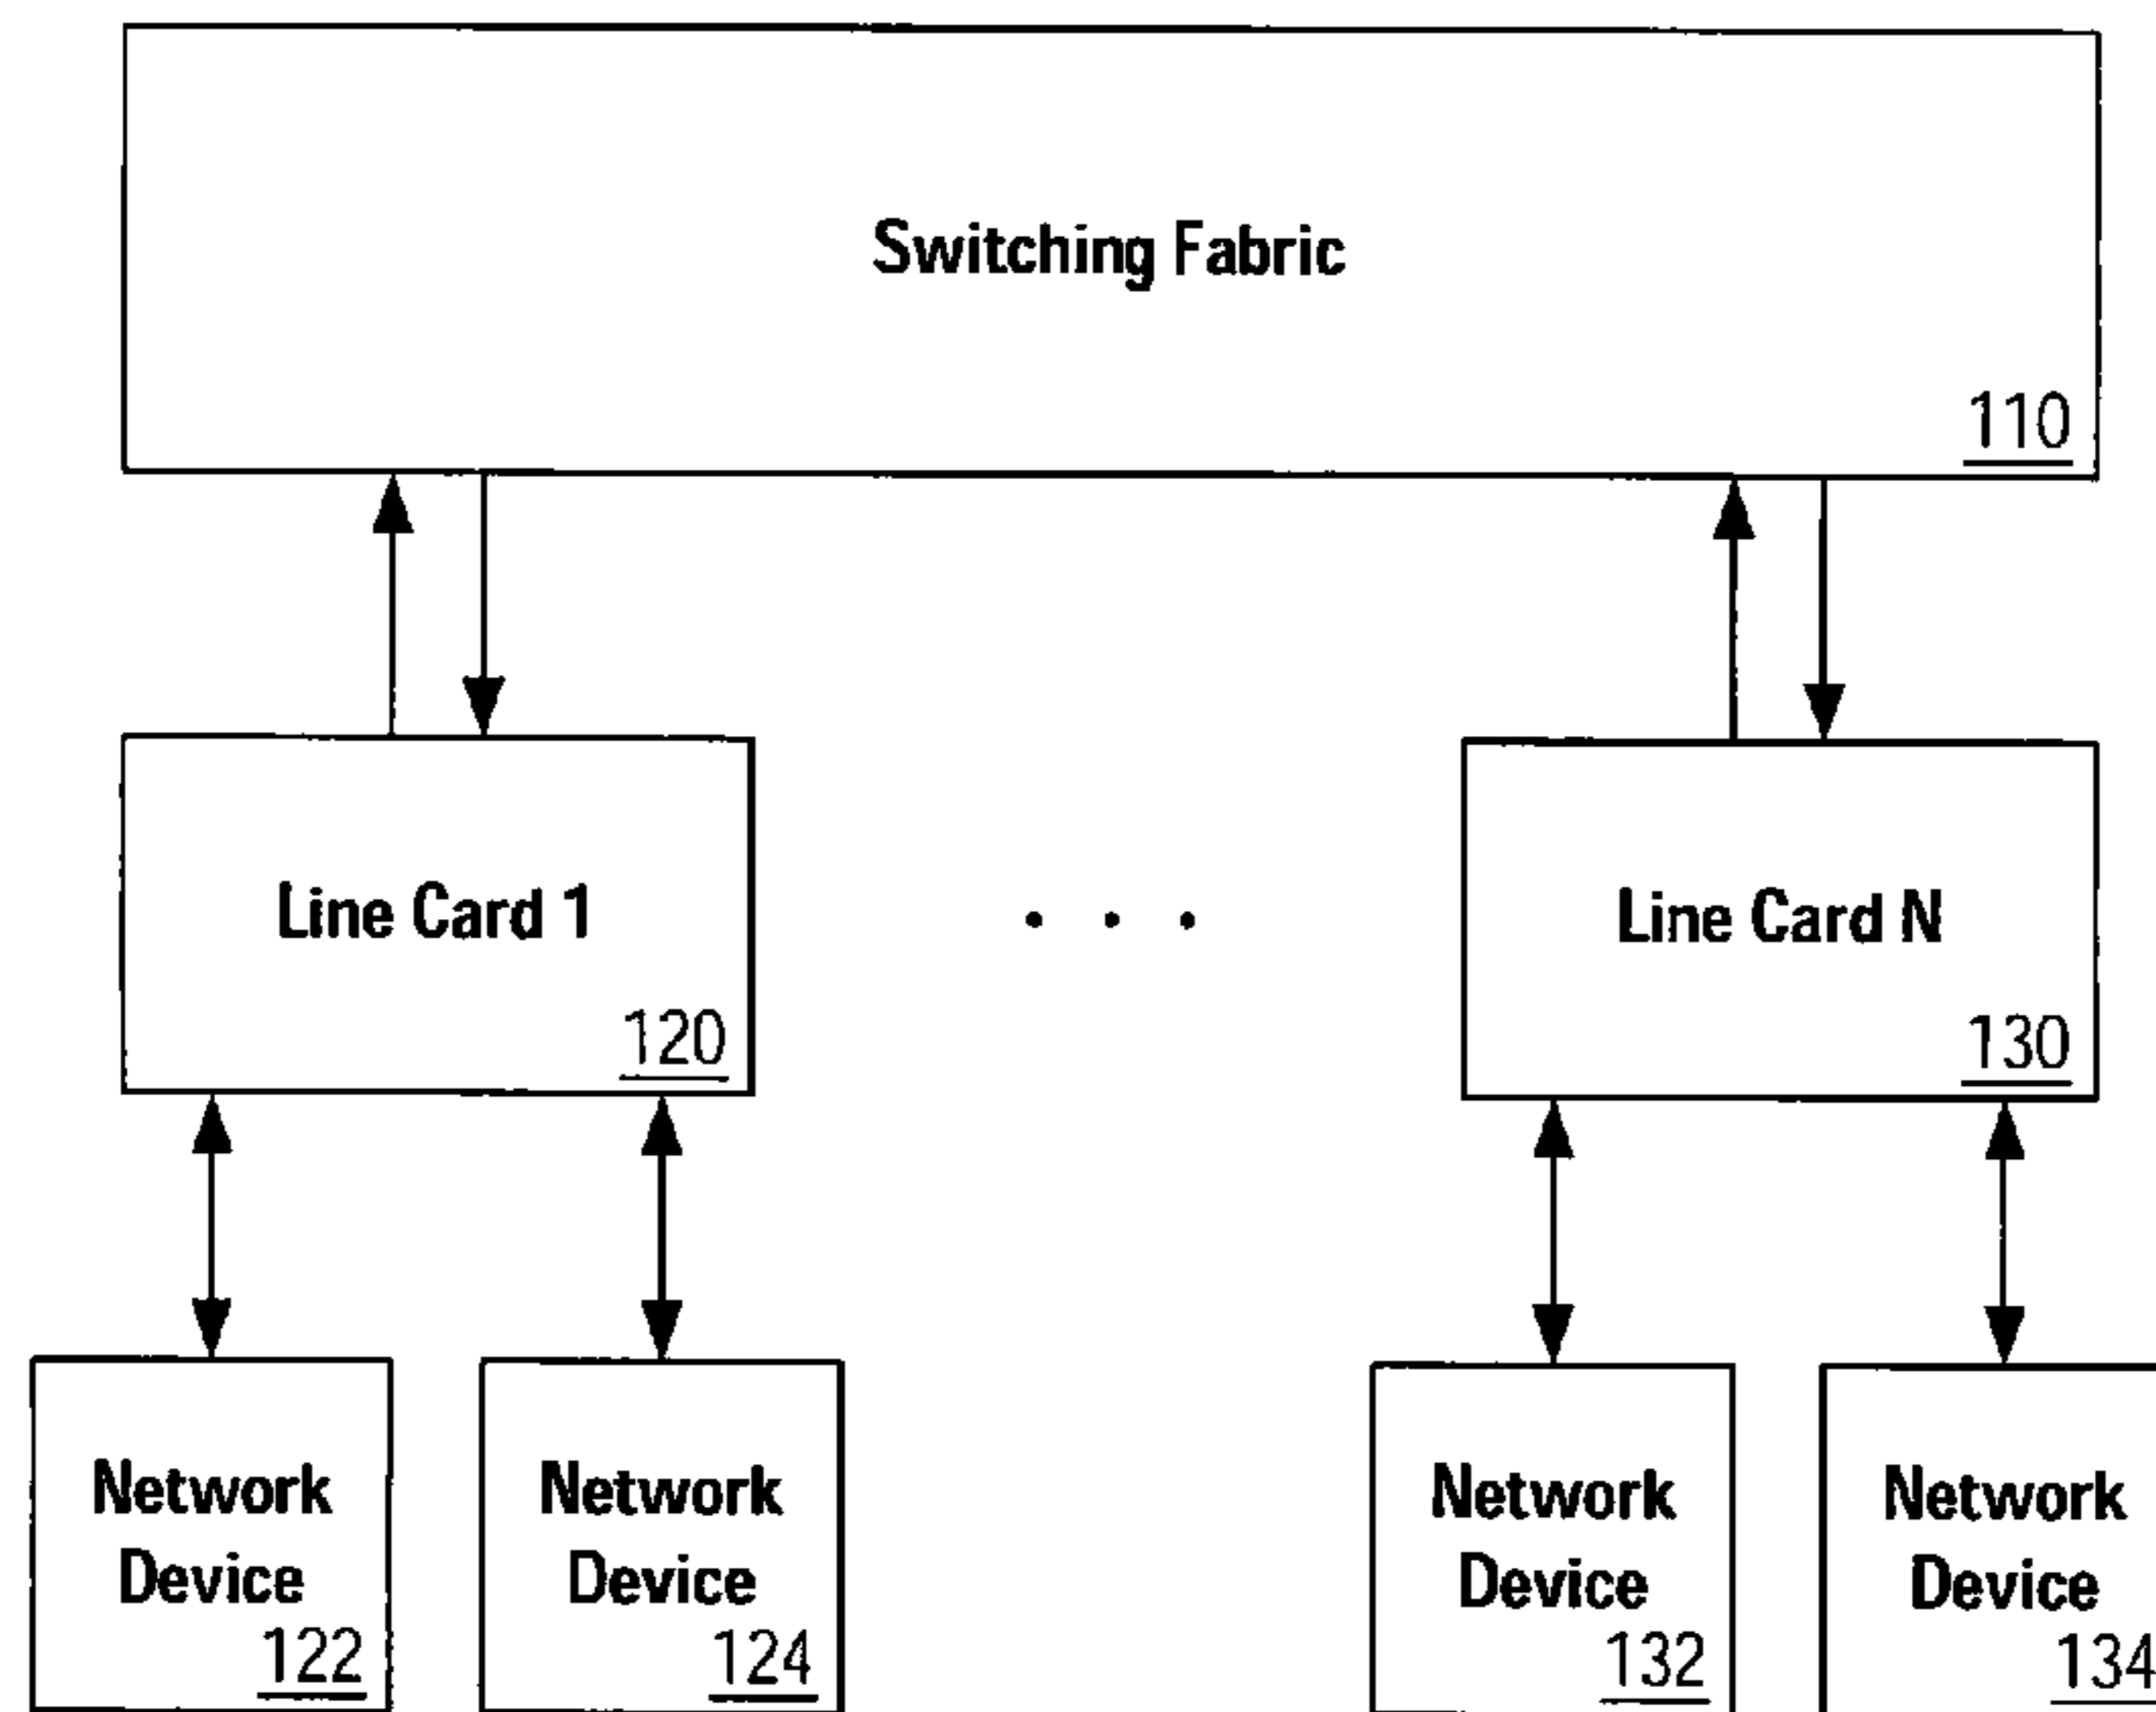 Switching Fabric
110
Line Card 1
120
. . .
Line Card N
130
Network
Device
122
Network
Device
124
Network
Device
132
Network
Device
134